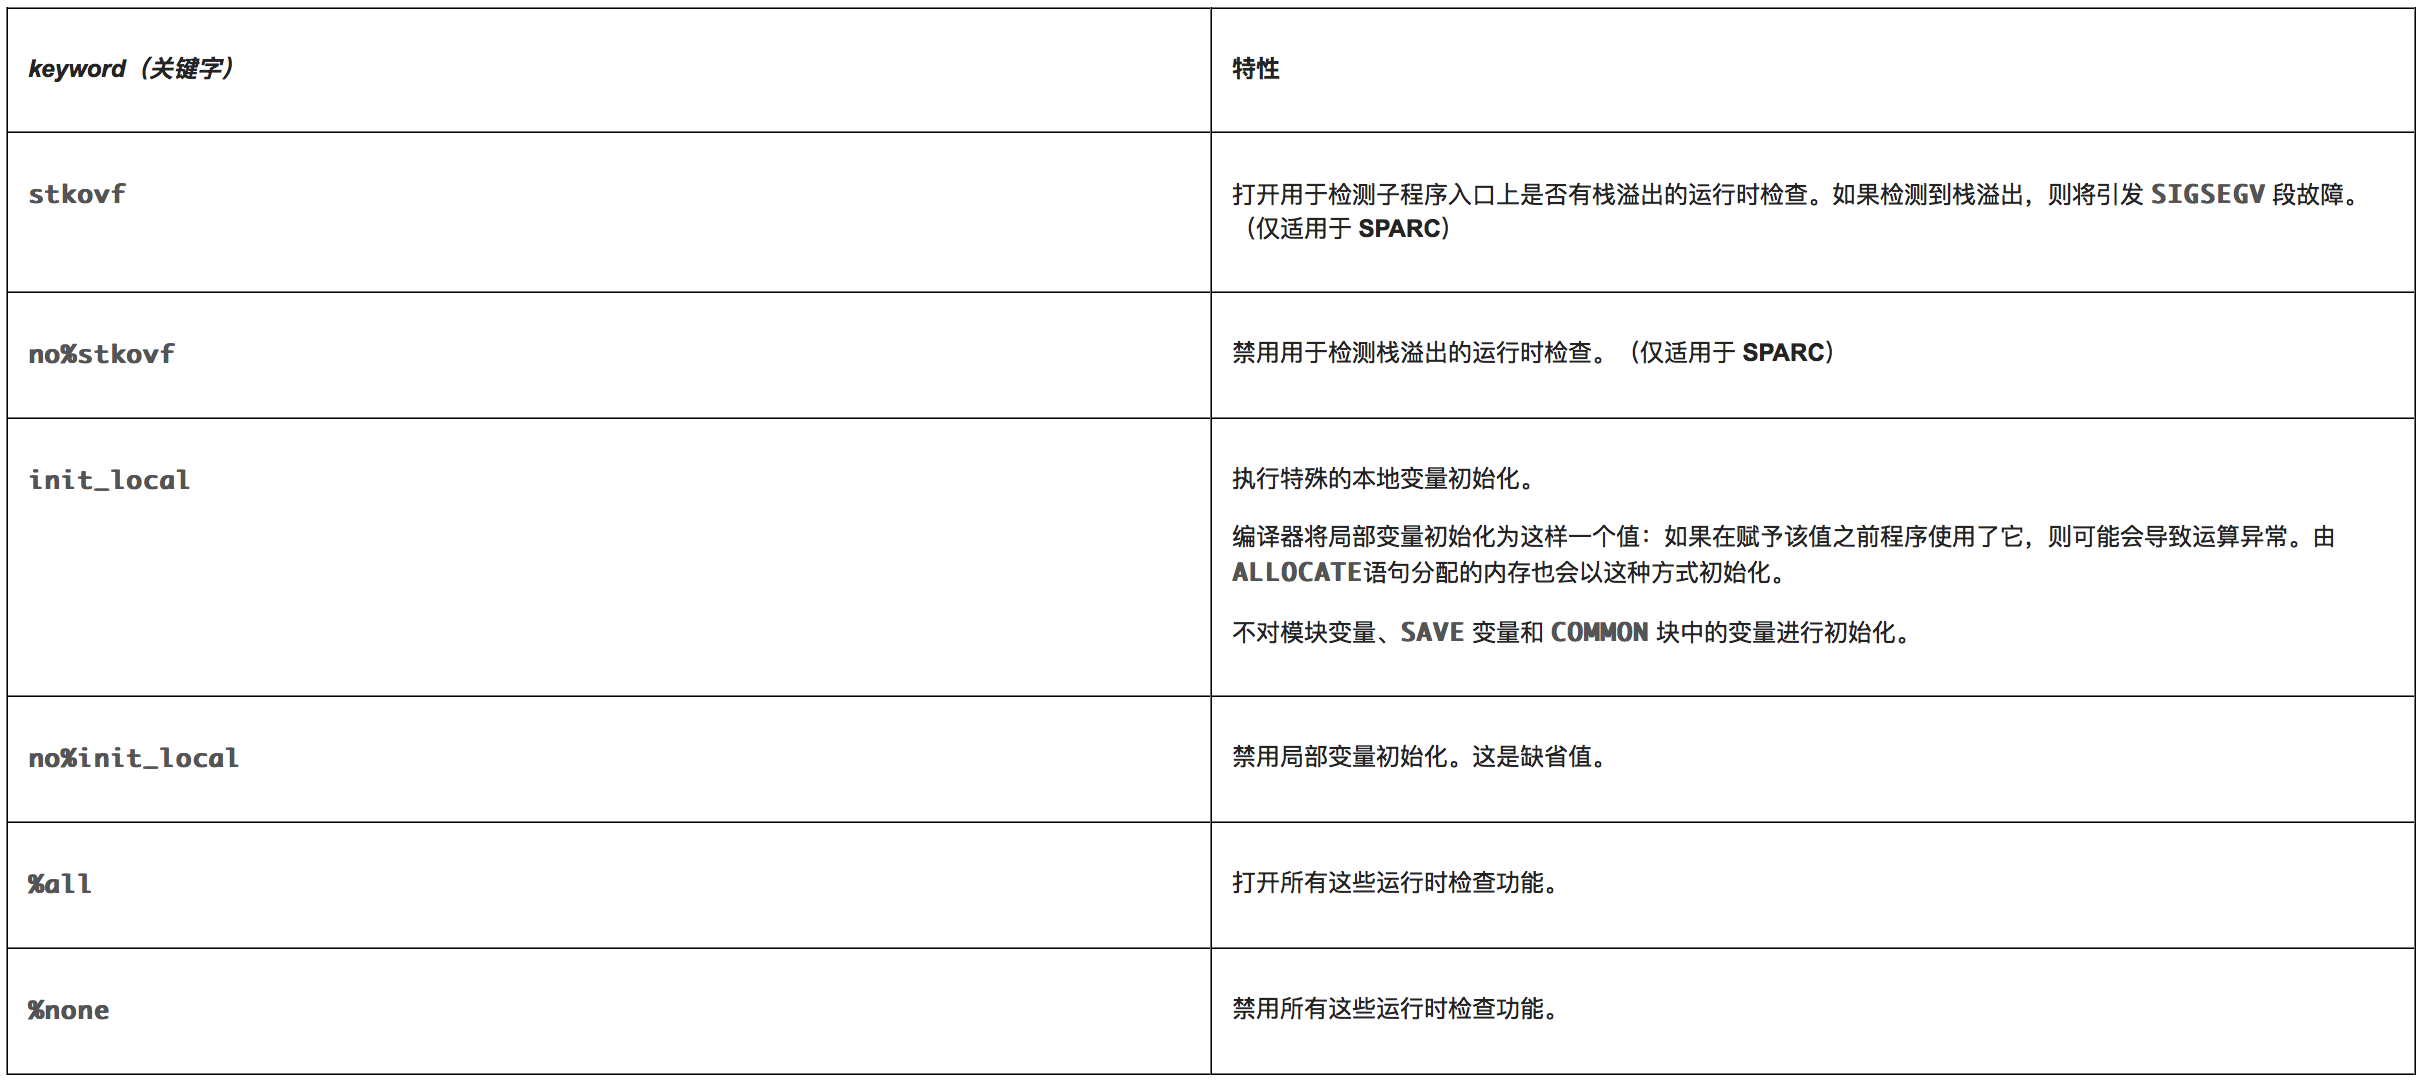 keyword（关键字）
特性
stkovf
打开用于检测子程序入口上是否有栈溢出的运行时检查。如果检测到栈溢出，则将引发 SIGSEGV 段故障。
（仅适用于 SPARC）
no%stkovf
禁用用于检测栈溢出的运行时检查。（仅适用于 SPARC）
init_local
执行特殊的本地变量初始化。
编译器将局部变量初始化为这样一个值：如果在赋予该值之前程序使用了它，则可能会导致运算异常。由
ALLOCATE语句分配的内存也会以这种方式初始化。
不对模块变量、SAVE 变量和 COMMON 块中的变量进行初始化。
no%init_local
禁用局部变量初始化。这是缺省值。
%all
打开所有这些运行时检查功能。
%none
禁用所有这些运行时检查功能。